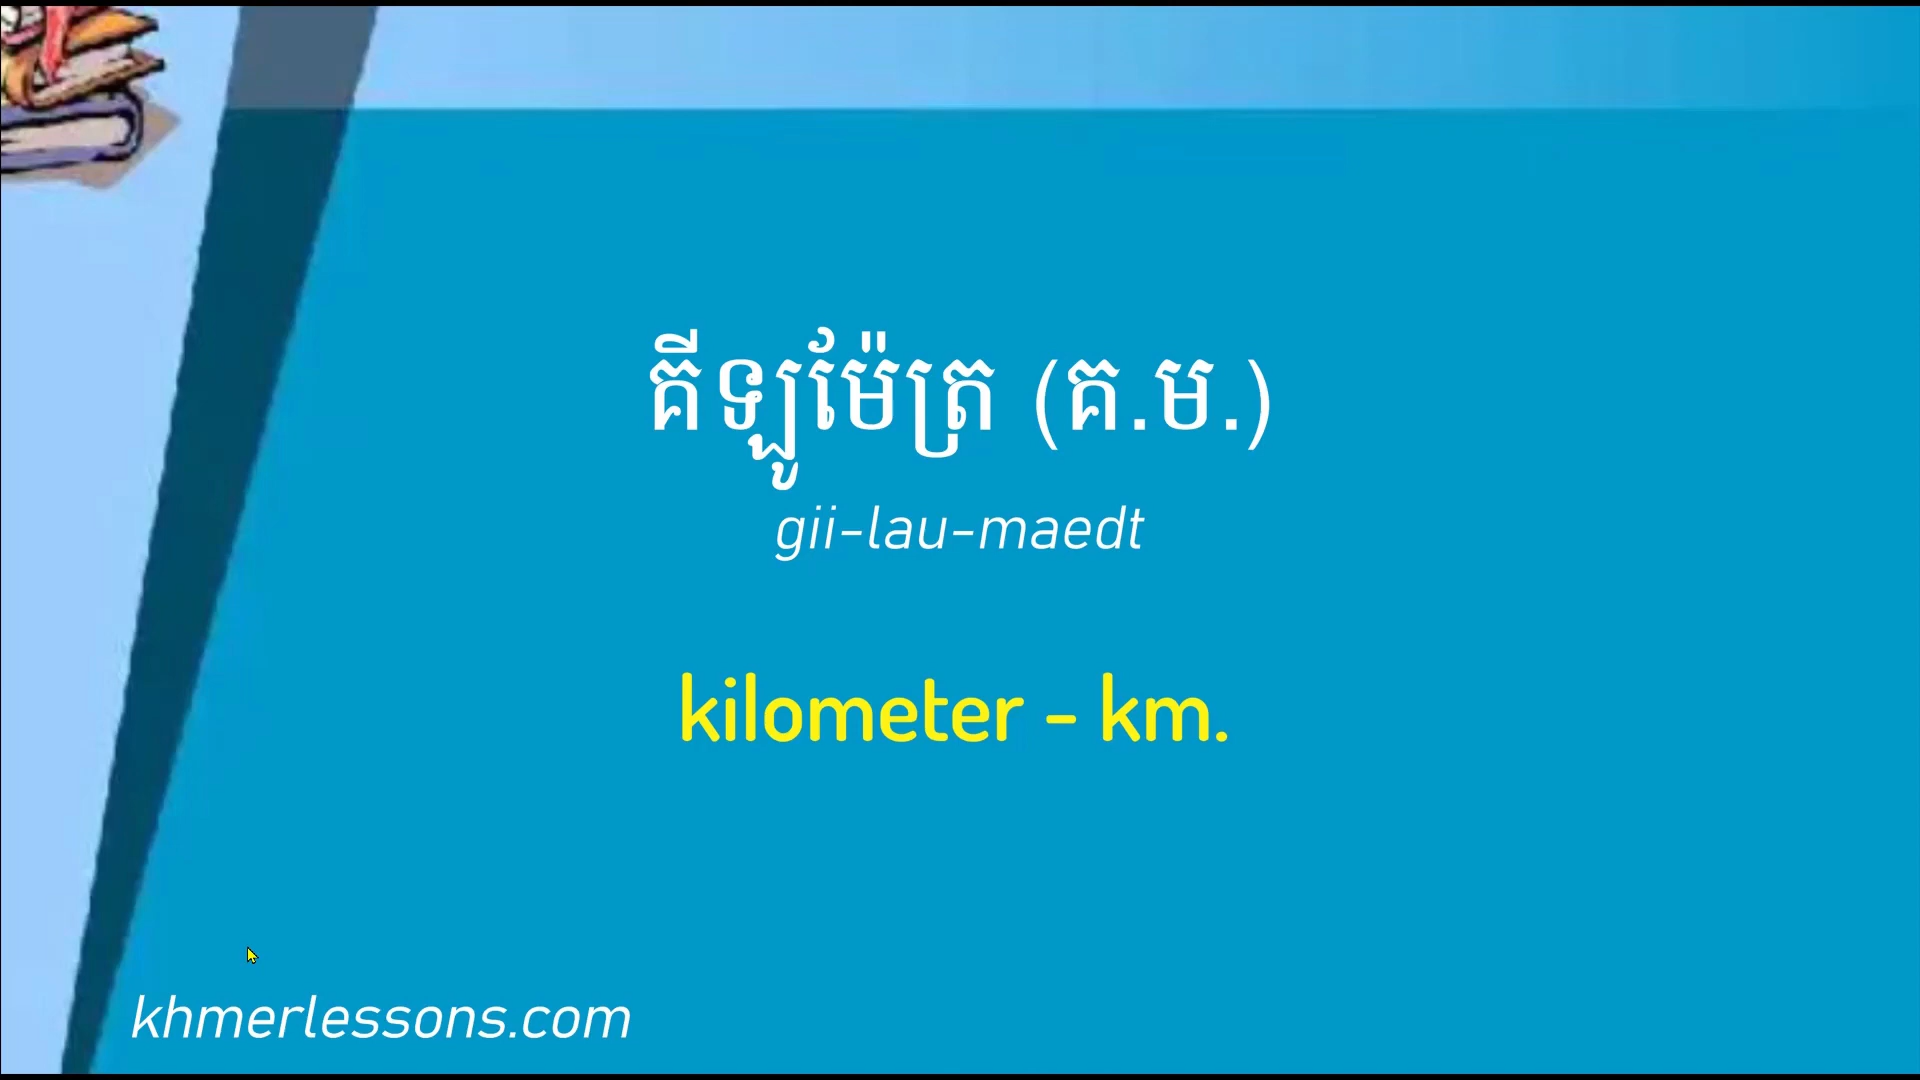 គីឡូម៉ែត្រ (គ.ម.)
gii-lau-maedt
kilometer - km.
khmerlessons.com